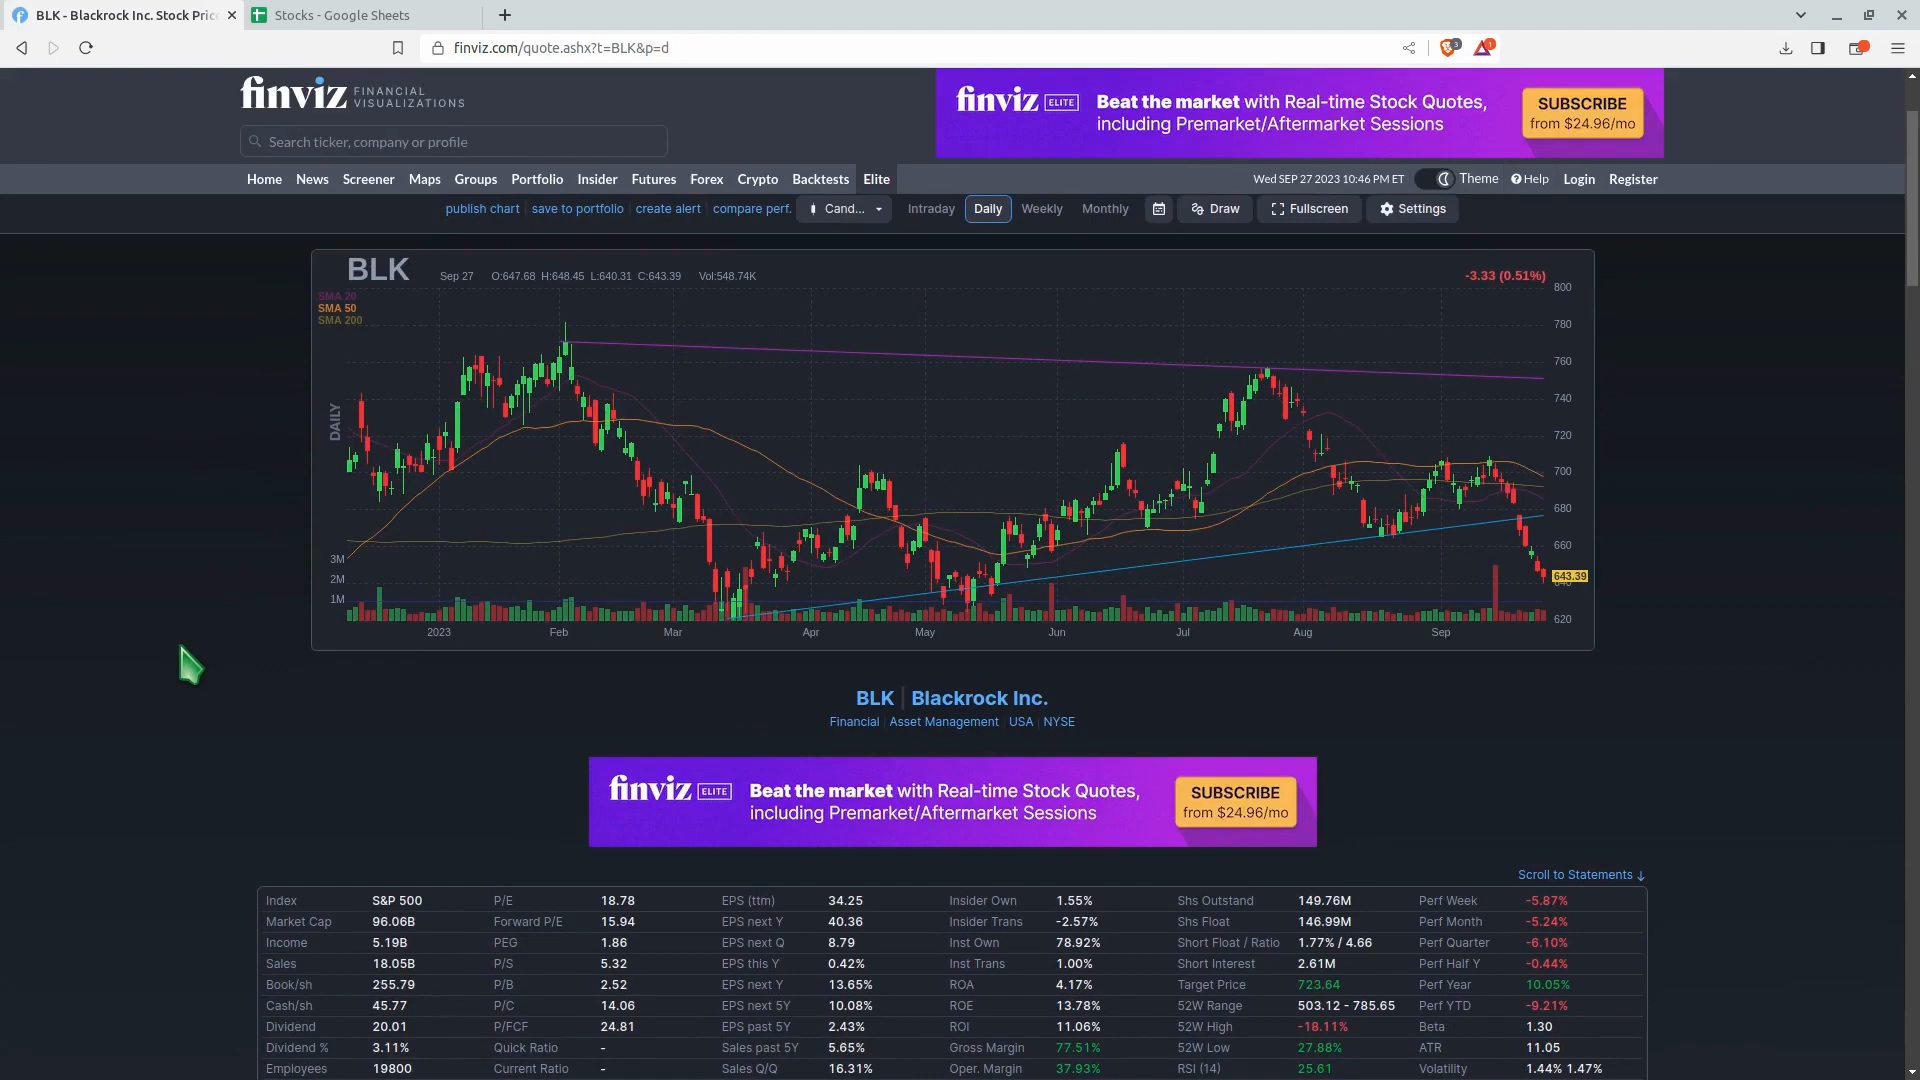 BLK - Blackrock Inc. Stock Pric
Stocks - Google Sheets
finviz.com/quote.ashx?t=BLK&p=d
3
1
finviz FINANCIAL VISUALIZATIONS
Search ticker, company or profile
finviz ELITE Beat the market with Real-time Stock Quotes,
including Premarket/Aftermarket Sessions
SUBSCRIBE
from $24.96/mo
Home News Screener Maps Groups Portfolio Insider Futures Forex Crypto Backtests Elite
Wed SEP 27 2023 10:46 PM ET Theme Help Login Register
publish chart save to portfolio create alert compare perf. Cand... Intraday Daily Weekly Monthly Draw Fullscreen Settings
BLK Sep 27 O:647.68 H:648.45 L:640.31 C:643.39 Vol:548.74K -3.33 (0.51%)
SMA 20
SMA 50
SMA 200
DAILY
800
780
760
740
720
700
680
660
643.39
620
3M
2M
1M
2023 Feb Mar Apr May Jun Jul Aug Sep
BLK | Blackrock Inc.
Financial | Asset Management | USA | NYSE
finviz ELITE Beat the market with Real-time Stock Quotes,
including Premarket/Aftermarket Sessions
SUBSCRIBE
from $24.96/mo
Scroll to Statements ↓
Index S&P 500 P/E 18.78 EPS (ttm) 34.25 Insider Own 1.55% Shs Outstand 149.76M Perf Week -5.87%
Market Cap 96.06B Forward P/E 15.94 EPS next Y 40.36 Insider Trans -2.57% Shs Float 146.99M Perf Month -5.24%
Income 5.19B PEG 1.86 EPS next Q 8.79 Inst Own 78.92% Short Float / Ratio 1.77% / 4.66 Perf Quarter -6.10%
Sales 18.05B P/S 5.32 EPS this Y 0.42% Inst Trans 1.00% Short Interest 2.61M Perf Half Y -0.44%
Book/sh 255.79 P/B 2.52 EPS next Y 13.65% ROA 4.17% Target Price 723.64 Perf Year 10.05%
Cash/sh 45.77 P/C 14.06 EPS next 5Y 10.08% ROE 13.78% 52W Range 503.12 - 785.65 Perf YTD -9.21%
Dividend 20.01 P/FCF 24.81 EPS past 5Y 2.43% ROI 11.06% 52W High -18.11% Beta 1.30
Dividend % 3.11% Quick Ratio - Sales past 5Y 5.65% Gross Margin 77.51% 52W Low 27.88% ATR 11.05
Employees 19800 Current Ratio - Sales Q/Q 16.31% Oper. Margin 37.93% RSI (14) 25.61 Volatility 1.44% 1.47%